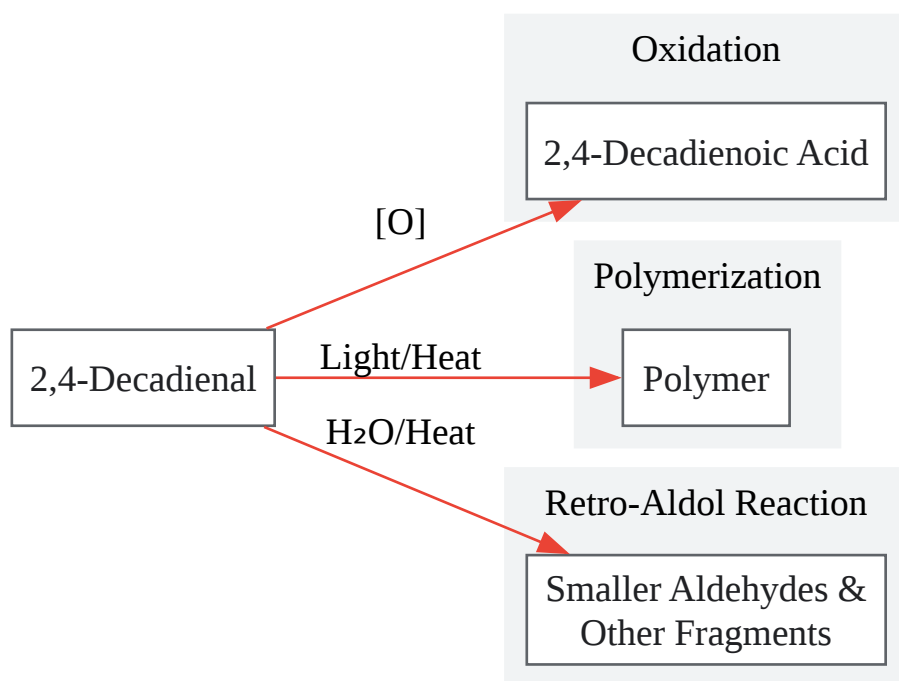 Oxidation
2,4-Decadienoic Acid
[O]
Polymerization
Light/Heat
2,4-Decadienal
Polymer
H₂O/Heat
Retro-Aldol Reaction
Smaller Aldehydes &
Other Fragments